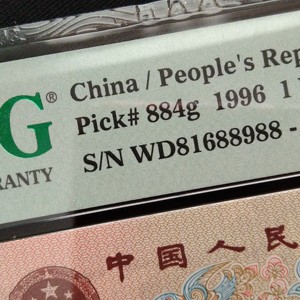 G®
RANTY
China / People's Rep
Pick# 884g 1996 1
S/N WD81688988 -
中国人民